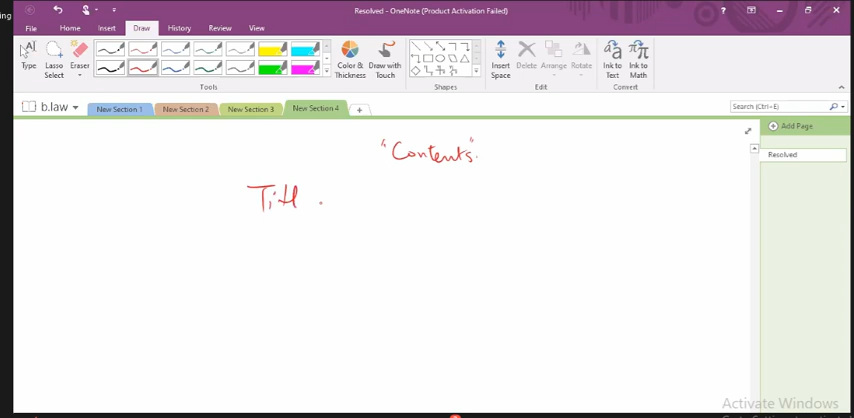 ing
Resolved - OneNote (Product Activation Failed)
File Home Insert Draw History Review View
Type Lasso Select Eraser Color & Thickness Draw with Touch Insert Space Delete Arrange Rotate Ink to Text Ink to Math
Tools Shapes Edit Convert
b.law New Section 1 New Section 2 New Section 3 New Section 4 Search (Ctrl+E)
Add Page
"Contents"
Resolved
Titl
Activate Windows